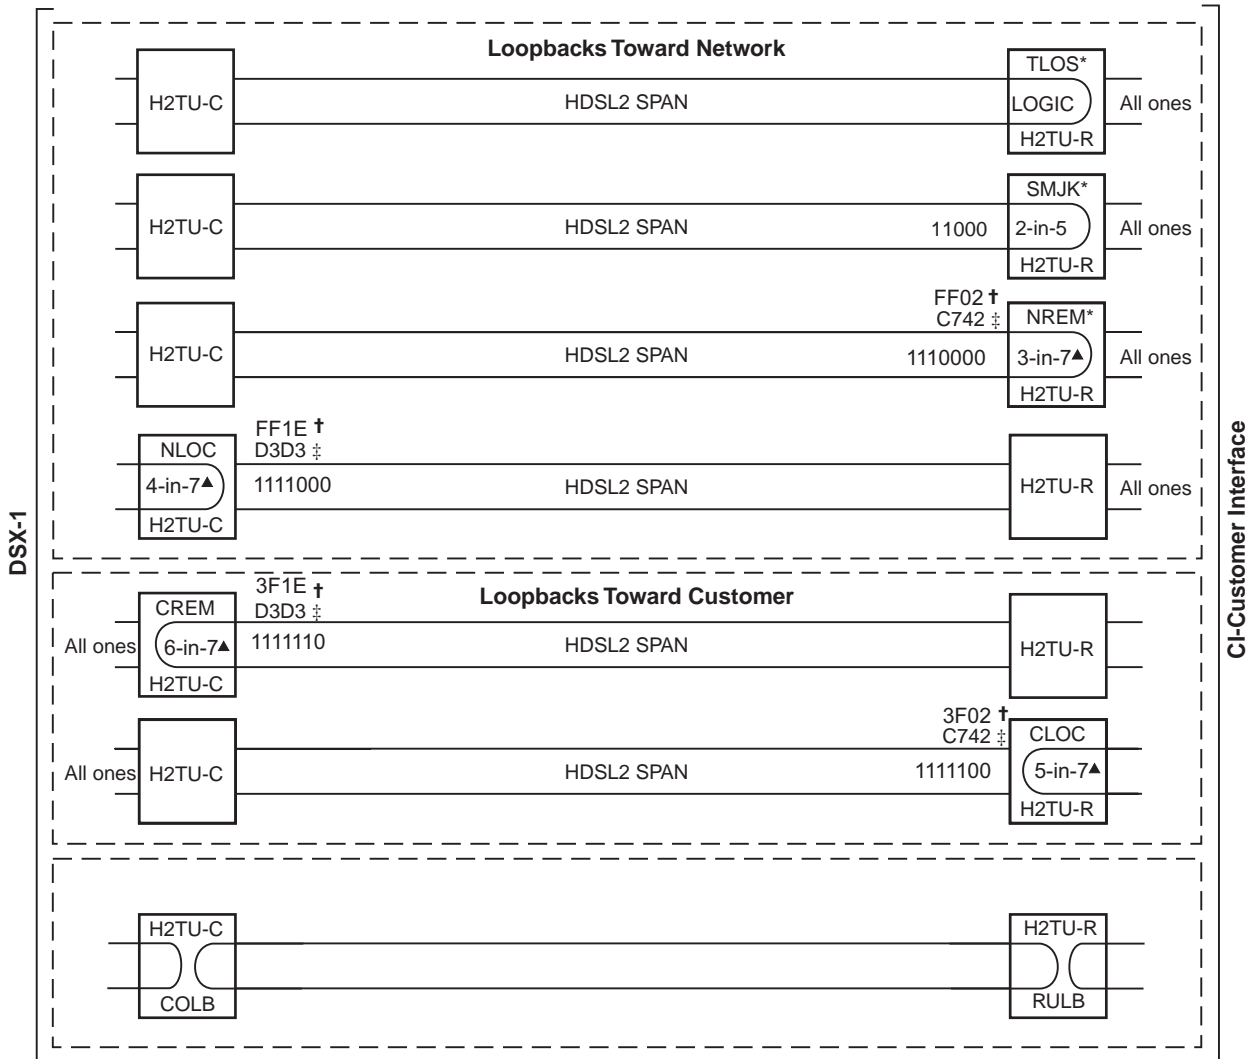 Loopbacks Toward Network
H2TU-C
HDSL2 SPAN
TLOS*
LOGIC
H2TU-R
All ones
H2TU-C
HDSL2 SPAN
11000
SMJK*
2-in-5
H2TU-R
All ones
H2TU-C
HDSL2 SPAN
FF02 †
C742 ‡
1110000
NREM*
3-in-7▲
H2TU-R
All ones
NLOC
4-in-7▲
H2TU-C
FF1E †
D3D3 ‡
1111000
HDSL2 SPAN
H2TU-R
All ones
DSX-1
CI-Customer Interface
Loopbacks Toward Customer
All ones
CREM
6-in-7▲
H2TU-C
3F1E †
D3D3 ‡
1111110
HDSL2 SPAN
H2TU-R
All ones
H2TU-C
HDSL2 SPAN
3F02 †
C742 ‡
1111100
CLOC
5-in-7▲
H2TU-R
H2TU-C
COLB
H2TU-R
RULB